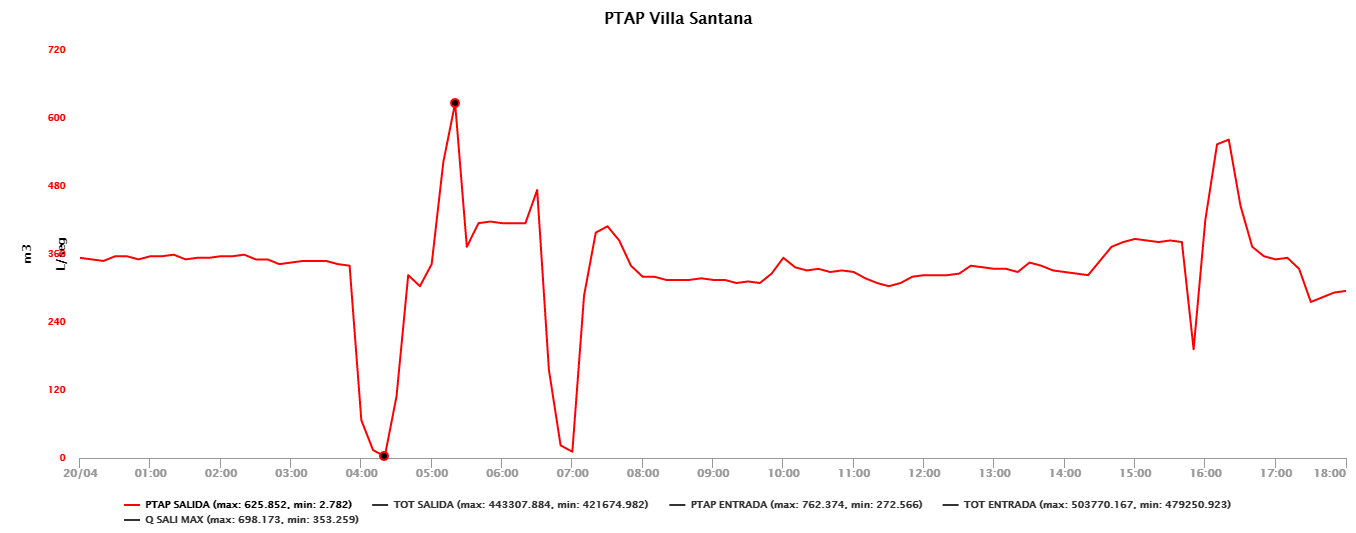 PTAP Villa Santana
720
600
480
360
240
120
0
m3
L/seg
20/04 01:00 02:00 03:00 04:00 05:00 06:00 07:00 08:00 09:00 10:00 11:00 12:00 13:00 14:00 15:00 16:00 17:00 18:00
PTAP SALIDA (max: 625.852, min: 2.782) TOT SALIDA (max: 443307.884, min: 421674.982) PTAP ENTRADA (max: 762.374, min: 272.566) TOT ENTRADA (max: 503770.167, min: 479250.923)
Q SALI MAX (max: 698.173, min: 353.259)